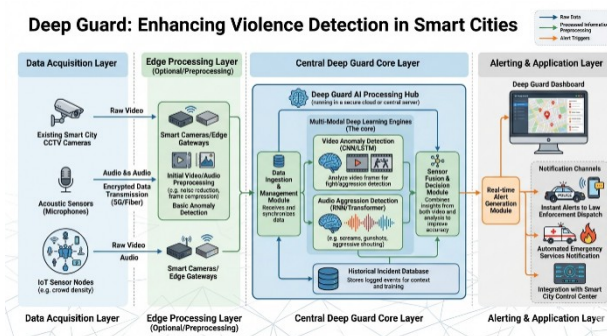 Deep Guard: Enhancing Violence Detection in Smart Cities
Raw Data
Processed Information
Preprocessing
Alert Triggers
Data Acquisition Layer
Edge Processing Layer
(Optional/Preprocessing)
Central Deep Guard Core Layer
Alerting & Application Layer
Existing Smart City
CCTV Cameras
Raw Video
Acoustic Sensors
(Microphones)
Audio
Encrypted Data
Transmission
(5G/Fiber)
IoT Sensor Nodes
(e.g. crowd density)
Raw Video
Audio
Smart Cameras/Edge
Gateways
Initial Video/Audio
Preprocessing
(e.g. noise reduction,
frame compression)
Basic Anomaly
Detection
Smart Cameras/
Edge Gateways
Deep Guard AI Processing Hub
(running in a secure cloud or central server)
Data
Ingestion &
Management
Module
Receives and
synchronizes
data
Multi-Modal Deep Learning Engines
(The core)
Video Anomaly Detection
(CNN/LSTM)
Analyze video frames for
fight/aggression detection
Audio Aggression Detection
(RNN/Transformer)
(e.g. screams, gunshots,
aggressive shouting)
Sensor
Fusion &
Decision
Module
Combines
insights from
both video and
analysis to
improve
accuracy
Historical Incident Database
Stores logged events for context
and training
Real-time
Alert
Generation
Module
Deep Guard Dashboard
Notification Channels
Instant Alerts to Law
Enforcement Dispatch
Automated Emergency
Services Notification
Integration with Smart
City Control Center
Data Acquisition Layer
Edge Processing Layer
(Optional/Preprocessing)
Central Deep Guard Core Layer
Alerting & Application Layer